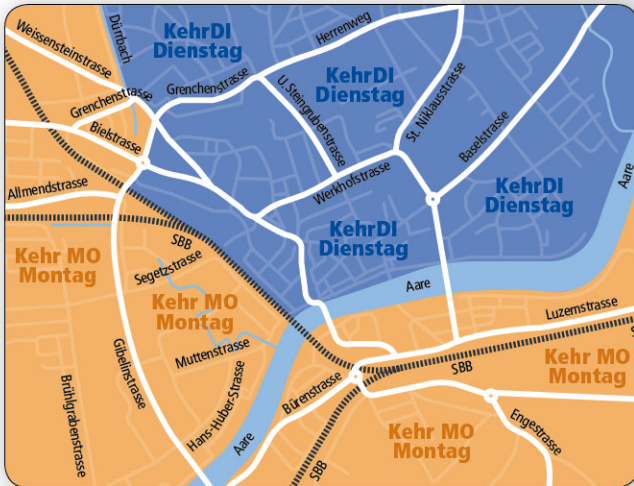 Weissensteinstrasse
Dürrbach
KehrDI
Dienstag
Herrenweg
Grenchenstrasse
Grenchenstrasse
Bielstrasse
U. Steingrubenstrasse
KehrDI
Dienstag
St. Niklausstrasse
Baselstrasse
Allmendstrasse
Werkhofstrasse
KehrDI
Dienstag
KehrDI
Dienstag
Aare
SBB
Kehr MO
Montag
Segetzstrasse
Kehr MO
Montag
Aare
Luzernstrasse
Muttenstrasse
Gibelinstrasse
Brühlgrabenstrasse
Hans-Huber-Strasse
Bürenstrasse
SBB
Kehr MO
Montag
Kehr MO
Montag
Engestrasse
Aare
SBB